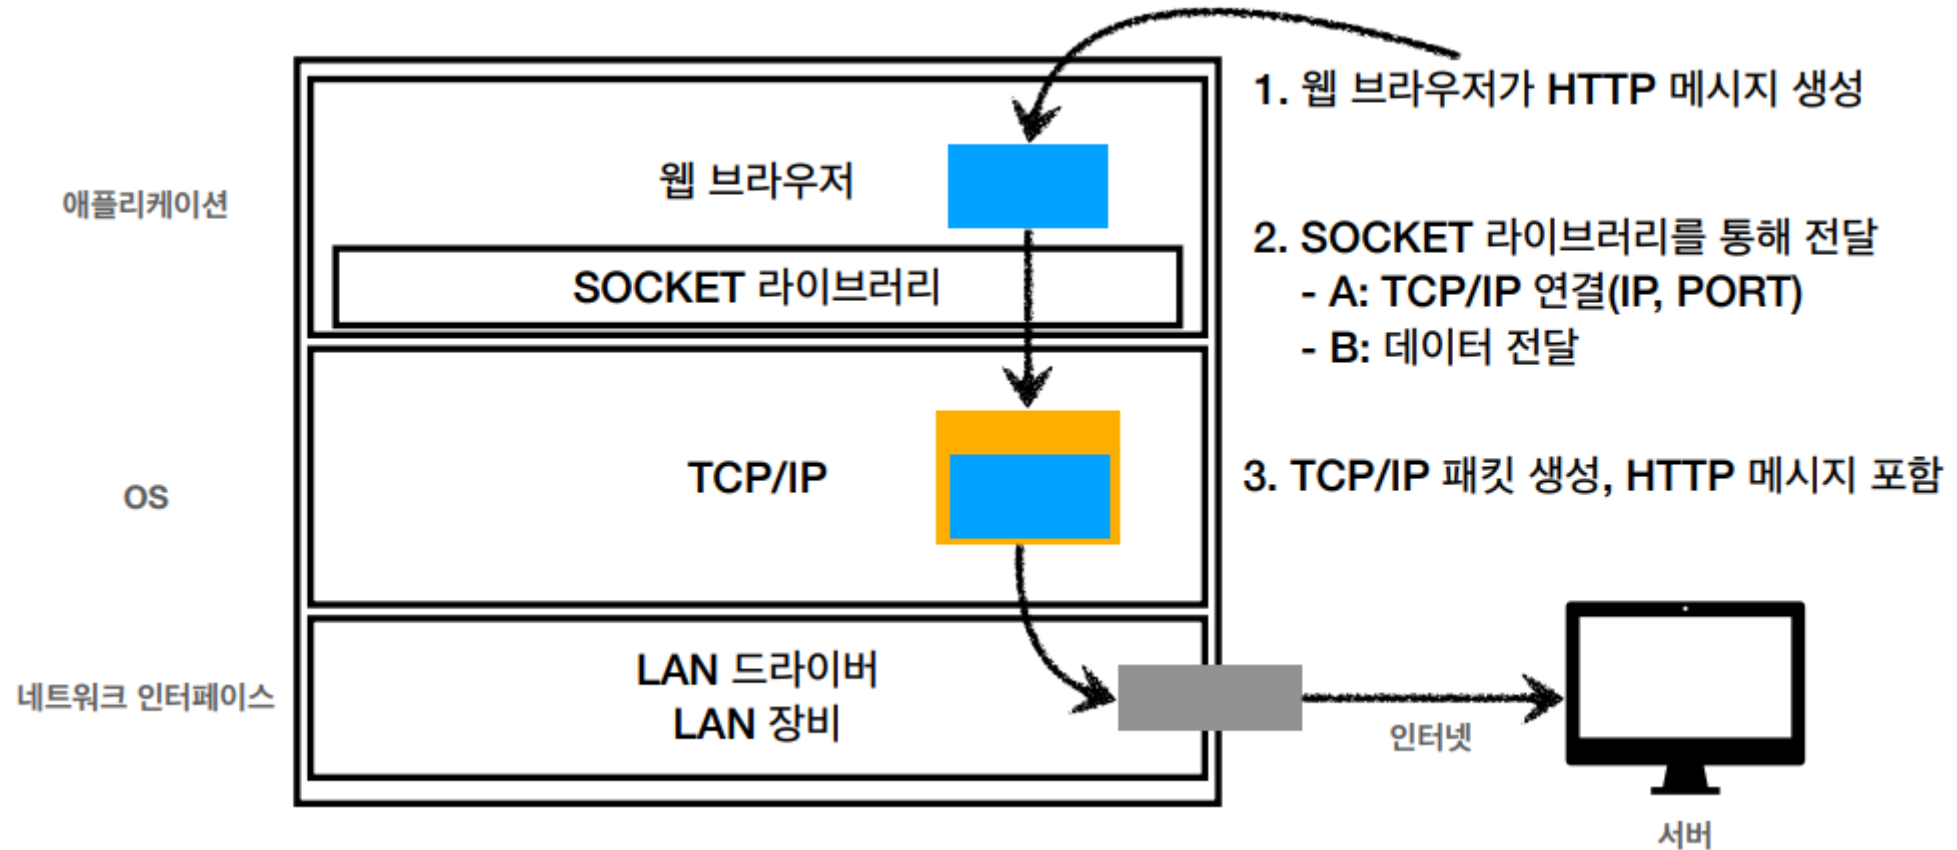 1. 웹 브라우저가 HTTP 메시지 생성
웹 브라우저
애플리케이션
2. SOCKET 라이브러리를 통해 전달
- A: TCP/IP 연결(IP, PORT)
- B: 데이터 전달
SOCKET 라이브러리
TCP/IP
3. TCP/IP 패킷 생성, HTTP 메시지 포함
OS
LAN 드라이버
LAN 장비
네트워크 인터페이스
인터넷
서버